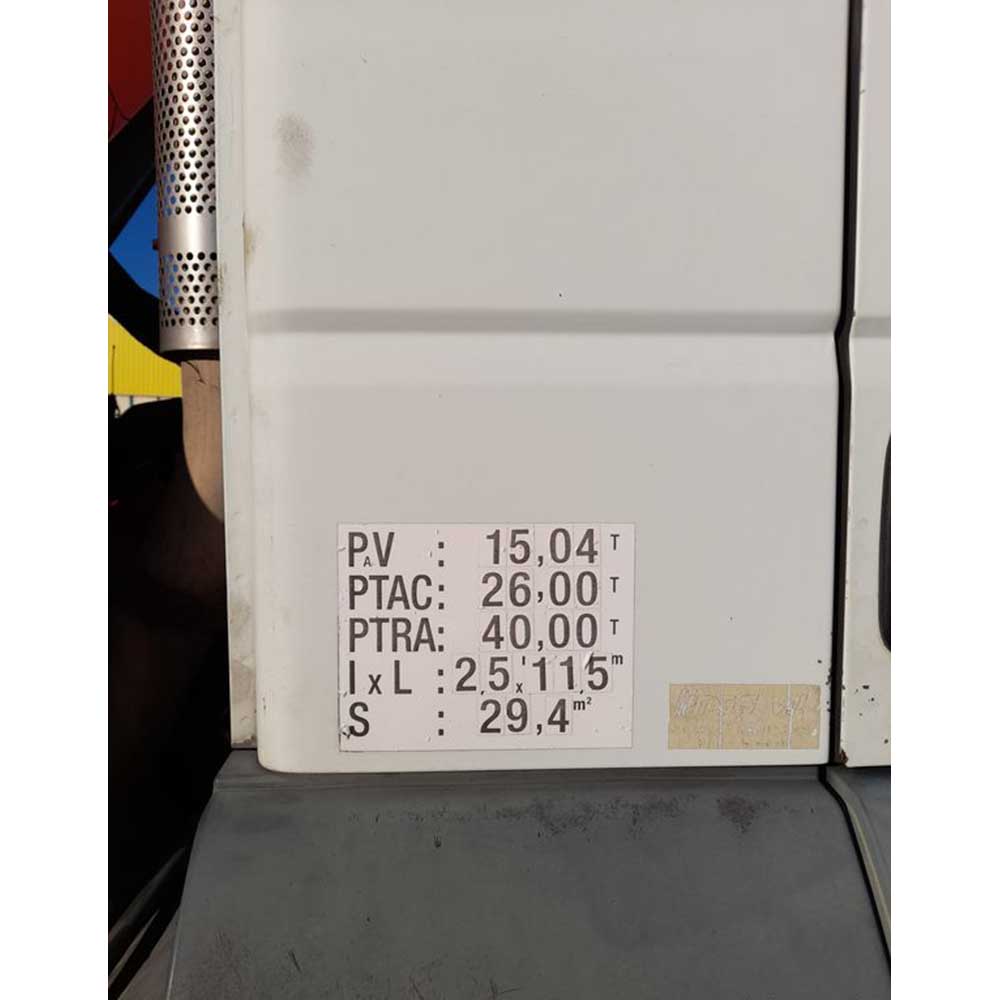 PAV : 15,04 T
PTAC: 26,00 T
PTRA: 40,00 T
l x L : 2,5 x 11,5 m
S : 29,4 m²